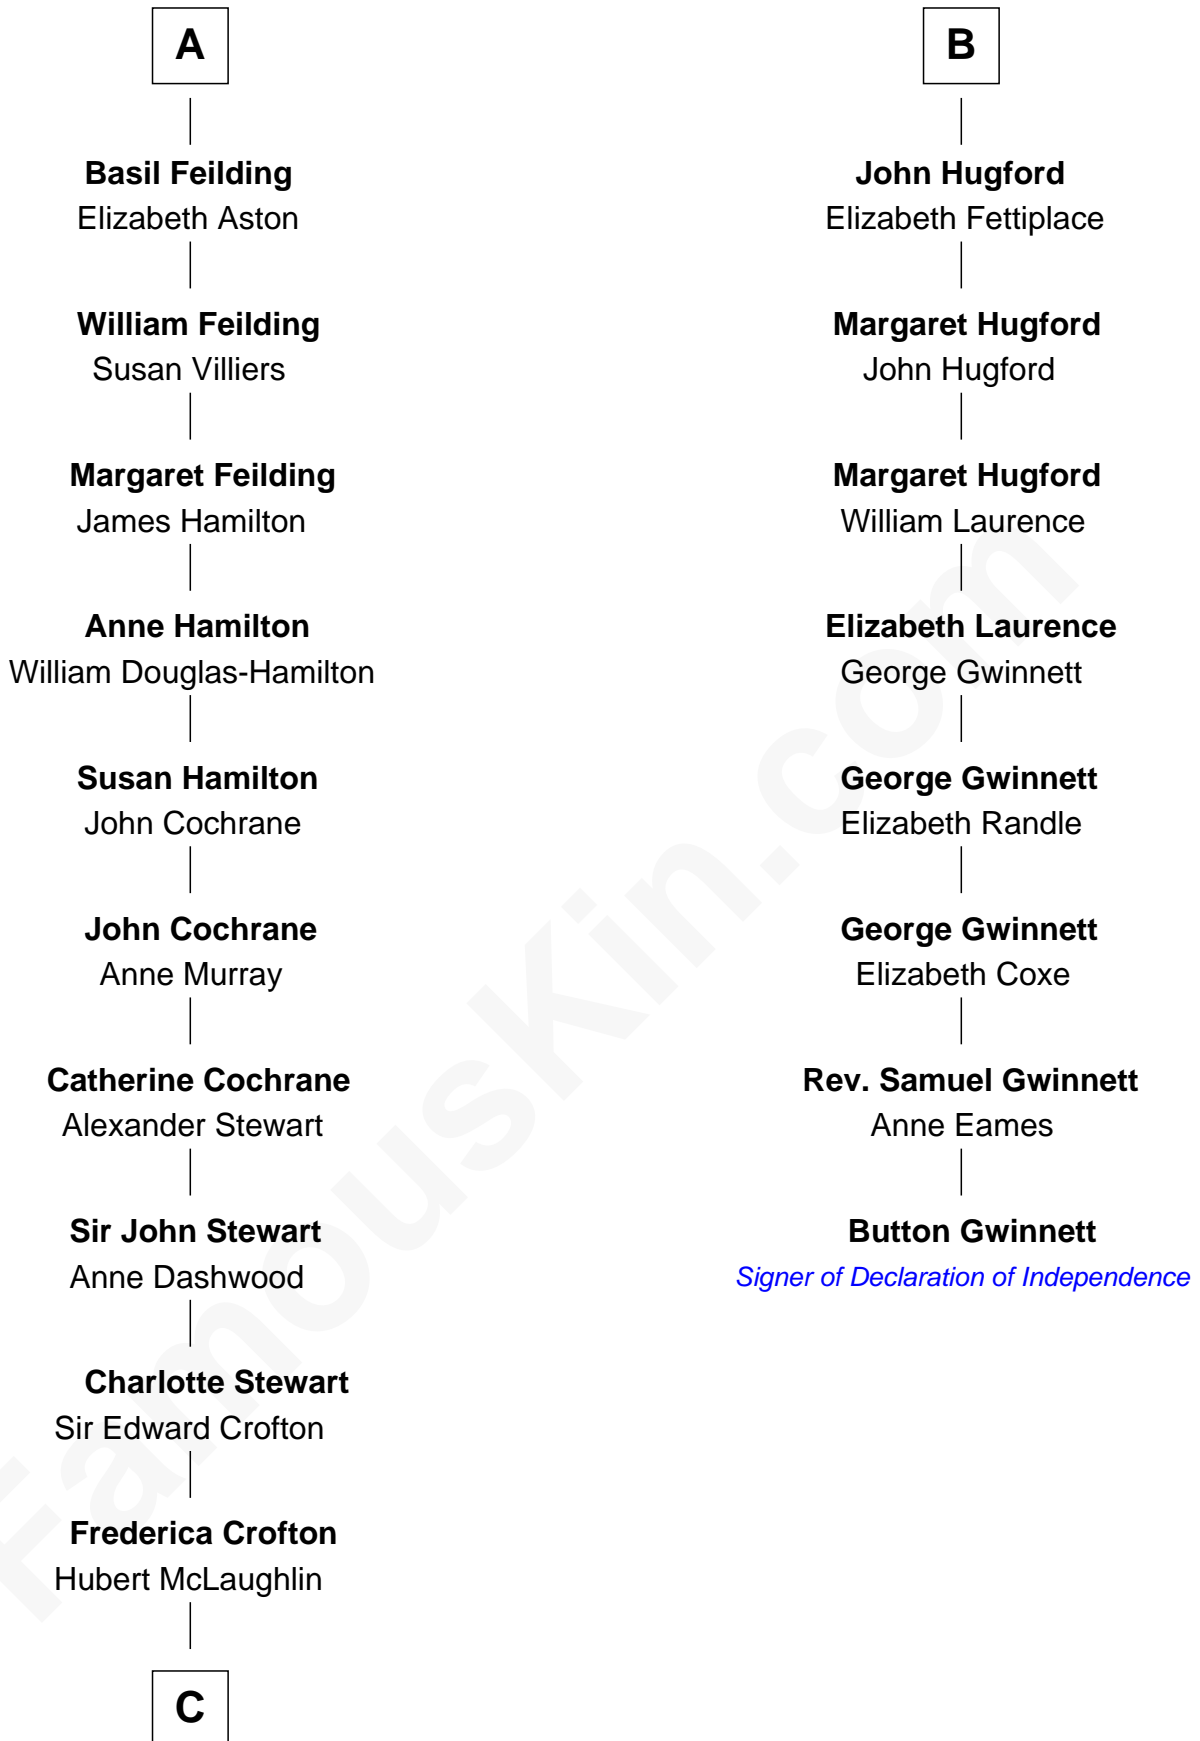 A
Basil Feilding
Elizabeth Aston
William Feilding
Susan Villiers
Margaret Feilding
James Hamilton
Anne Hamilton
William Douglas-Hamilton
Susan Hamilton
John Cochrane
John Cochrane
Anne Murray
Catherine Cochrane
Alexander Stewart
Sir John Stewart
Anne Dashwood
Charlotte Stewart
Sir Edward Crofton
Frederica Crofton
Hubert McLaughlin
C
B
John Hugford
Elizabeth Fettiplace
Margaret Hugford
John Hugford
Margaret Hugford
William Laurence
Elizabeth Laurence
George Gwinnett
George Gwinnett
Elizabeth Randle
George Gwinnett
Elizabeth Coxe
Rev. Samuel Gwinnett
Anne Eames
Button Gwinnett
Signer of Declaration of Independence
FamousKin.com